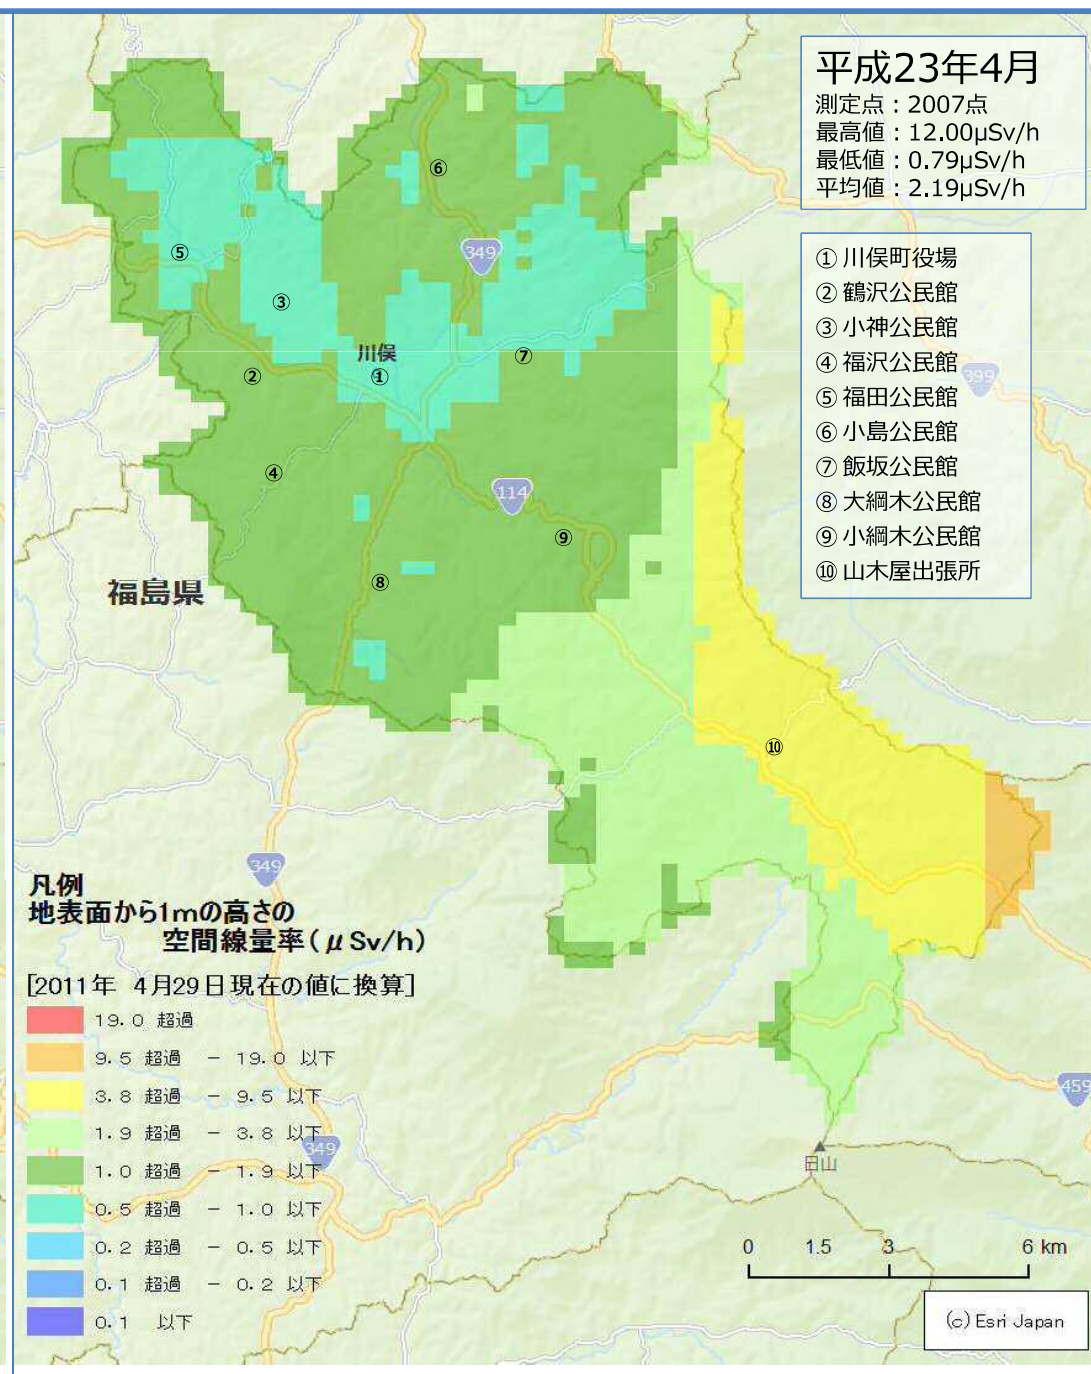 平成23年4月
測定点：2007点
最高値：12.00μSv/h
最低値：0.79μSv/h
平均値：2.19μSv/h
① 川俣町役場
② 鶴沢公民館
③ 小神公民館
④ 福沢公民館
⑤ 福田公民館
⑥ 小島公民館
⑦ 飯坂公民館
⑧ 大綱木公民館
⑨ 小綱木公民館
⑩ 山木屋出張所
⑥
⑤
349
③
川俣
⑦
②
①
399
④
114
⑨
⑧
福島県
⑩
349
凡例
地表面から1mの高さの
空間線量率(μSv/h)
[2011年 4月29日現在の値に換算]
19.0 超過
9.5 超過 － 19.0 以下
3.8 超過 － 9.5 以下
1.9 超過 － 3.8 以下
1.0 超過 － 1.9 以下
0.5 超過 － 1.0 以下
0.2 超過 － 0.5 以下
0.1 超過 － 0.2 以下
0.1 以下
459
349
日山
0 1.5 3 6 km
(c) Esri Japan